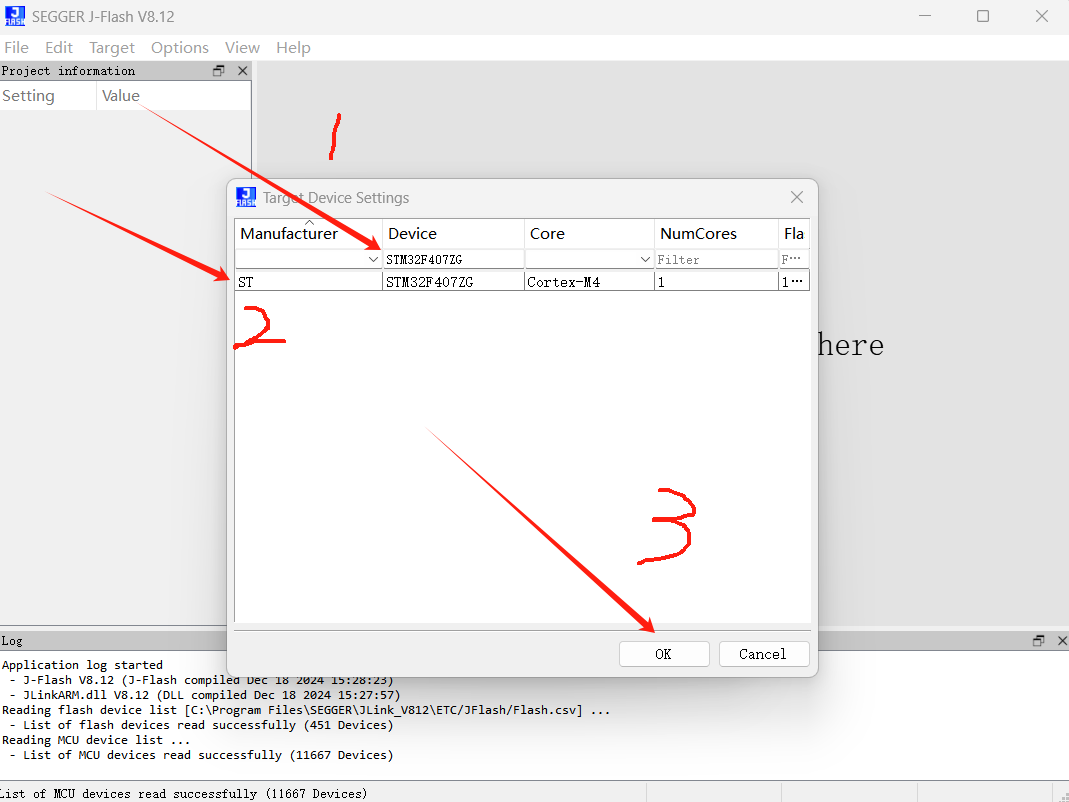 SEGGER J-Flash V8.12
File Edit Target Options View Help
Project information
Setting Value
1
Target Device Settings
Manufacturer Device Core NumCores Fla
STM32F407ZG Filter F···
ST STM32F407ZG Cortex-M4 1 1···
2
here
3
OK Cancel
Log
Application log started
- J-Flash V8.12 (J-Flash compiled Dec 18 2024 15:28:23)
- JLinkARM.dll V8.12 (DLL compiled Dec 18 2024 15:27:57)
Reading flash device list [C:\Program Files\SEGGER\JLink_V812\ETC/JFlash/Flash.csv] ...
- List of flash devices read successfully (451 Devices)
Reading MCU device list ...
- List of MCU devices read successfully (11667 Devices)
List of MCU devices read successfully (11667 Devices)